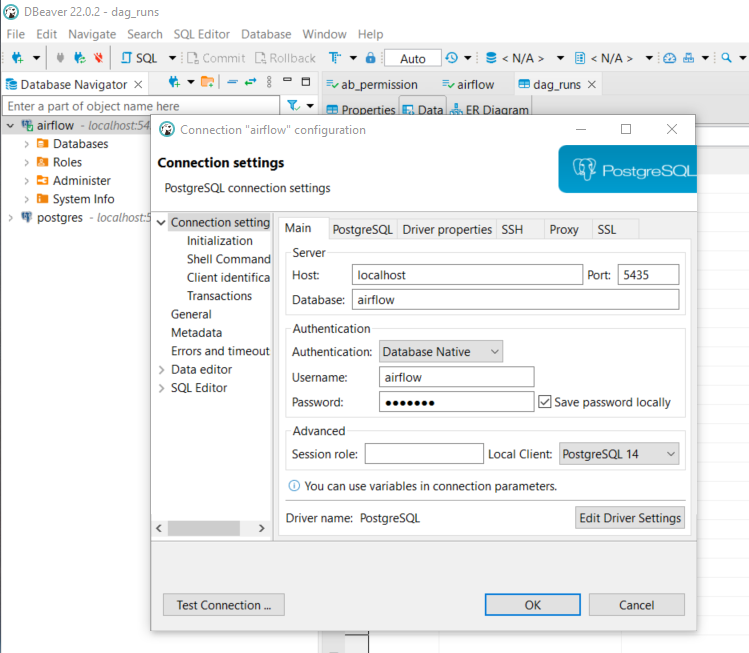 DBeaver 22.0.2 - dag_runs
File Edit Navigate Search SQL Editor Database Window Help
SQL Commit Rollback Auto < N/A > < N/A >
Database Navigator
ab_permission airflow dag_runs
Enter a part of object name here
Properties Data ER Diagram
airflow - localhost:54
Databases
Roles
Administer
System Info
postgres - localhost:5
Connection "airflow" configuration
Connection settings
PostgreSQL connection settings
PostgreSQL
Connection setting
Initialization
Shell Command
Client identifica
Transactions
General
Metadata
Errors and timeout
Data editor
SQL Editor
Main PostgreSQL Driver properties SSH Proxy SSL
Server
Host: localhost Port: 5435
Database: airflow
Authentication
Authentication: Database Native
Username: airflow
Password: ●●●●●●● Save password locally
Advanced
Session role: Local Client: PostgreSQL 14
You can use variables in connection parameters.
Driver name: PostgreSQL Edit Driver Settings
Test Connection ... OK Cancel